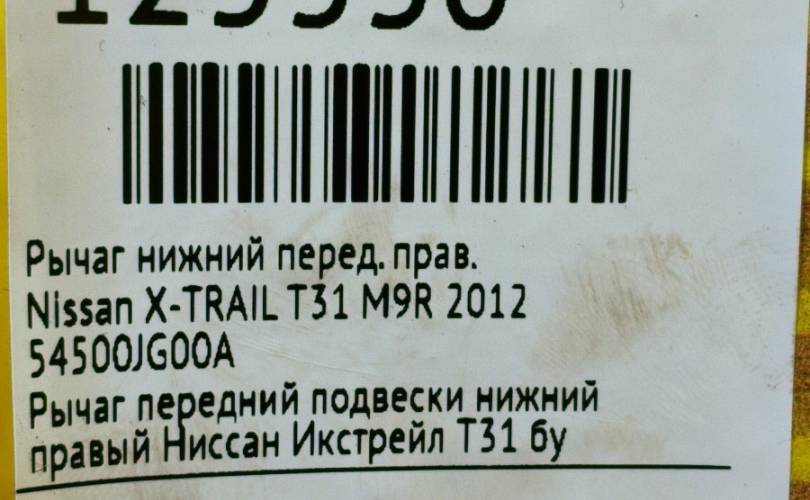 Рычаг нижний перед. прав.
Nissan X-TRAIL T31 M9R 2012
54500JG00A
Рычаг передний подвески нижний
правый Ниссан Икстрейл Т31 бу